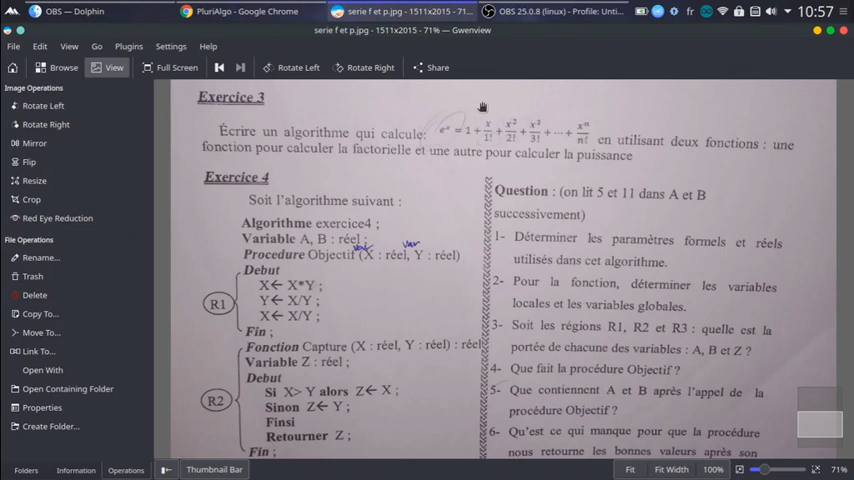 OBS — Dolphin
PluriAlgo - Google Chrome
serie f et p.jpg - 1511x2015 - 71%...
OBS 25.0.8 (linux) - Profile: Unti...
fr
10:57
serie f et p.jpg - 1511x2015 - 71% — Gwenview
File Edit View Go Plugins Settings Help
Browse View Full Screen Rotate Left Rotate Right Share
Image Operations
Rotate Left
Rotate Right
Mirror
Flip
Resize
Crop
Red Eye Reduction
File Operations
Rename...
Trash
Delete
Copy To...
Move To...
Link To...
Open With
Open Containing Folder
Properties
Create Folder...
Folders Information Operations
Thumbnail Bar
Fit Fit Width 100%
71%
Exercice 3
Écrire un algorithme qui calcule: eˣ = 1 + x/1! + x²/2! + x³/3! + ⋯ + xⁿ/n! en utilisant deux fonctions : une
fonction pour calculer la factorielle et une autre pour calculer la puissance
Exercice 4
Soit l'algorithme suivant :
Algorithme exercice4 ;
Variable A, B : réel ;
var var
Procedure Objectif (X : réel, Y : réel)
Debut
X← X*Y ;
Y← X/Y ;
X← X/Y ;
Fin ;
R1
Fonction Capture (X : réel, Y : réel) : réel
Variable Z : réel ;
Debut
Si X> Y alors Z← X ;
Sinon Z← Y ;
Finsi
Retourner Z ;
Fin ;
R2
Question : (on lit 5 et 11 dans A et B
successivement)
1- Déterminer les paramètres formels et réels
utilisés dans cet algorithme.
2- Pour la fonction, déterminer les variables
locales et les variables globales.
3- Soit les régions R1, R2 et R3 : quelle est la
portée de chacune des variables : A, B et Z ?
4- Que fait la procédure Objectif ?
5- Que contiennent A et B après l'appel de la
procédure Objectif ?
6- Qu'est ce qui manque pour que la procédure
nous retourne les bonnes valeurs après son